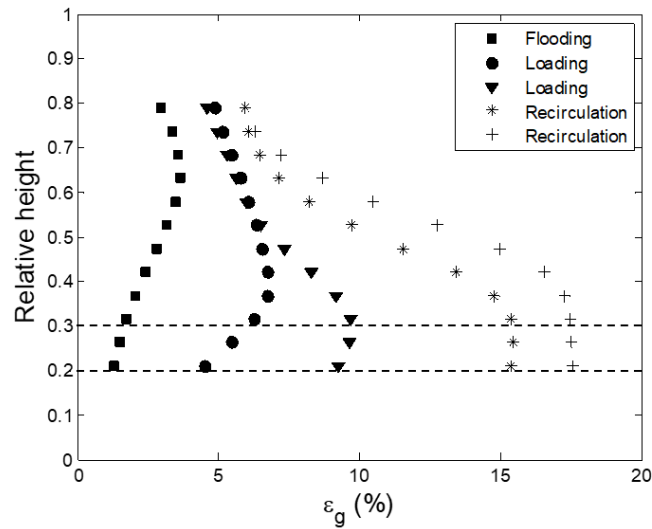 Flooding
Loading
Loading
Recirculation
Recirculation
Relative height
1
0.9
0.8
0.7
0.6
0.5
0.4
0.3
0.2
0.1
0
0 5 10 15 20
ε_g (%)